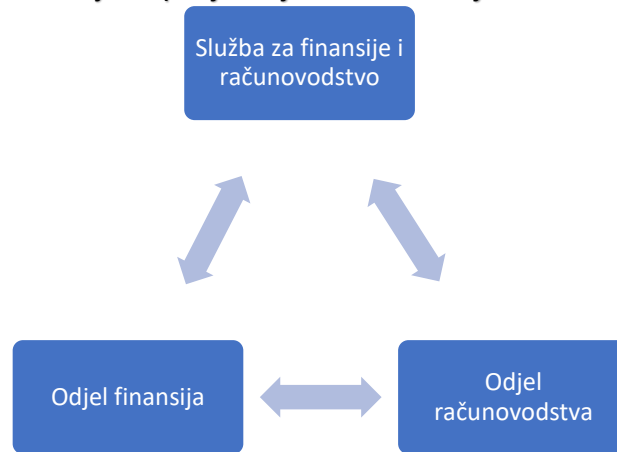 Služba za finansije i
računovodstvo
Odjel finansija
Odjel
računovodstva